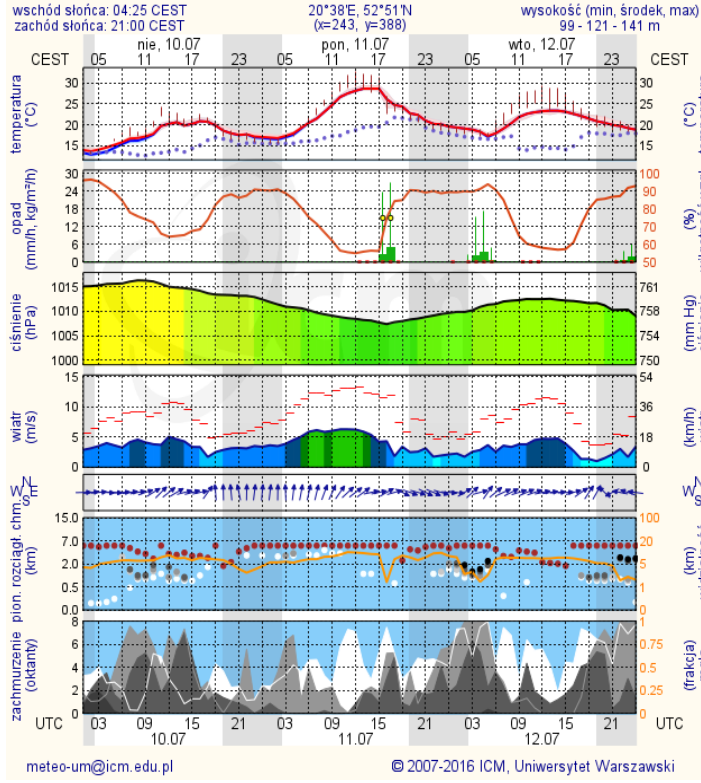 wschód słońca: 04:25 CEST 20°38'E, 52°51'N wysokość (min, środek, max)
zachód słońca: 21:00 CEST (x=243, y=388) 99 - 121 - 141 m
nie, 10.07 pon, 11.07 wto, 12.07
CEST 05 11 17 23 05 11 17 23 05 11 17 23 CEST
temperatura
(°C)
30 25 20 15
30 25 20 15
(°C)
opad
(mm/h, kg/m²/h)
30 24 18 12 6 0
100 90 80 70 60 50
(%)
ciśnienie
(hPa)
1015 1010 1005 1000
761 758 754 750
(mm Hg)
wiatr
(m/s)
15 10 5 0
54 36 18 0
(km/h)
N W E S
N W S
pion. rozciągł. chm.
(km)
15.0 7.0 2.0 0.5 0.0
100 20 5 1 0
(km)
zachmurzenie
(oktanty)
8 6 4 2 0
1 0.75 0.5 0.25 0
(frakcja)
UTC 03 09 15 21 03 09 15 21 03 09 15 21 UTC
10.07 11.07 12.07
meteo-um@icm.edu.pl © 2007-2016 ICM, Uniwersytet Warszawski